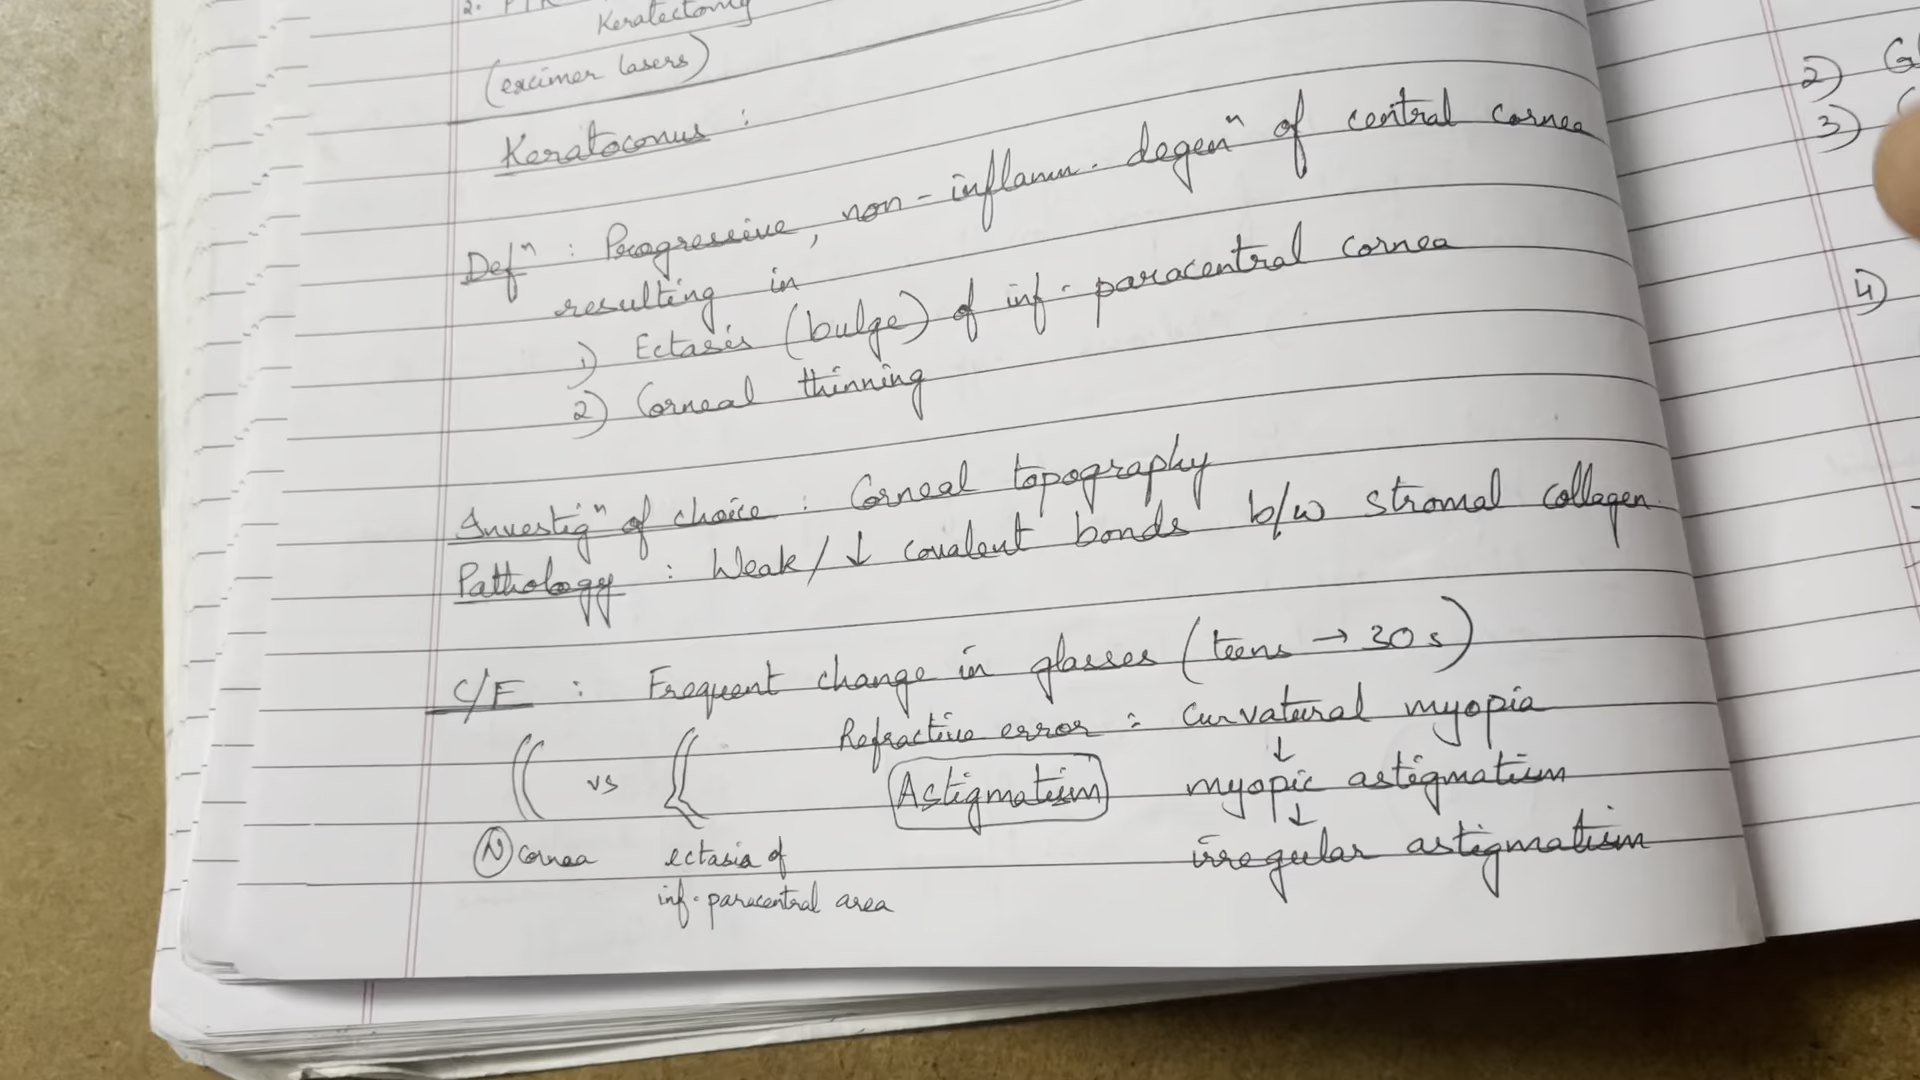 2. PTK
Keratectomy
(excimer lasers)
Keratoconus :
Defⁿ : Progressive, non-inflamm. degenⁿ of central cornea
resulting in
1) Ectasis (bulge) of inf. paracentral cornea
2) Corneal thinning
Investigⁿ of choice : Corneal topography
Pathology : Weak/↓ covalent bonds b/w stromal collagen.
C/F : Frequent change in glasses (teens → 30s)
Refractive error : Curvatural myopia
↓
(( vs ((
Astigmatism myopic astigmatism
↓
Ⓝ cornea ectasia of irregular astigmatism
inf. paracentral area
2) G
3)
4)